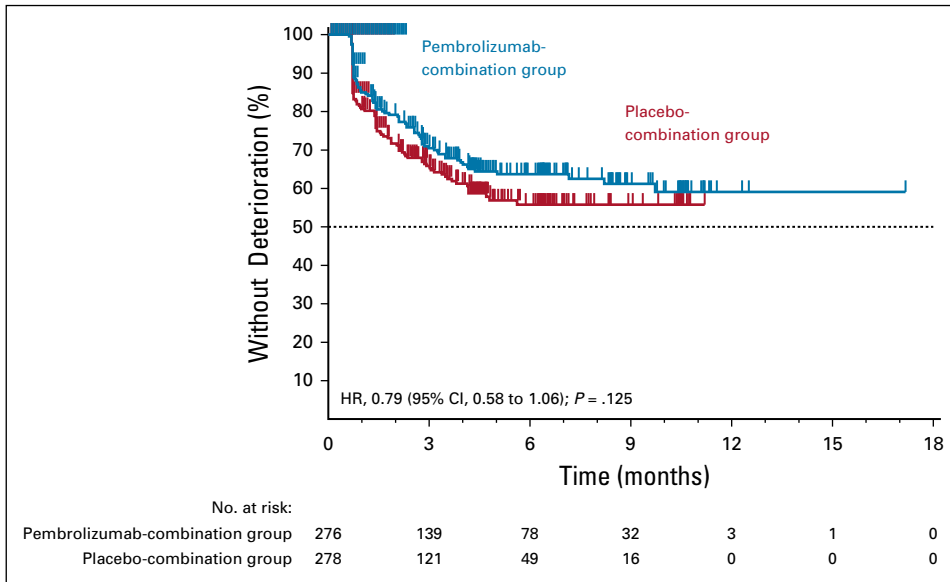 100
90
80
70
60
50
40
30
20
10
Without Deterioration (%)
Pembrolizumab-
combination group
Placebo-
combination group
HR, 0.79 (95% CI, 0.58 to 1.06); P = .125
0 3 6 9 12 15 18
Time (months)
No. at risk:
Pembrolizumab-combination group 276 139 78 32 3 1 0
Placebo-combination group 278 121 49 16 0 0 0